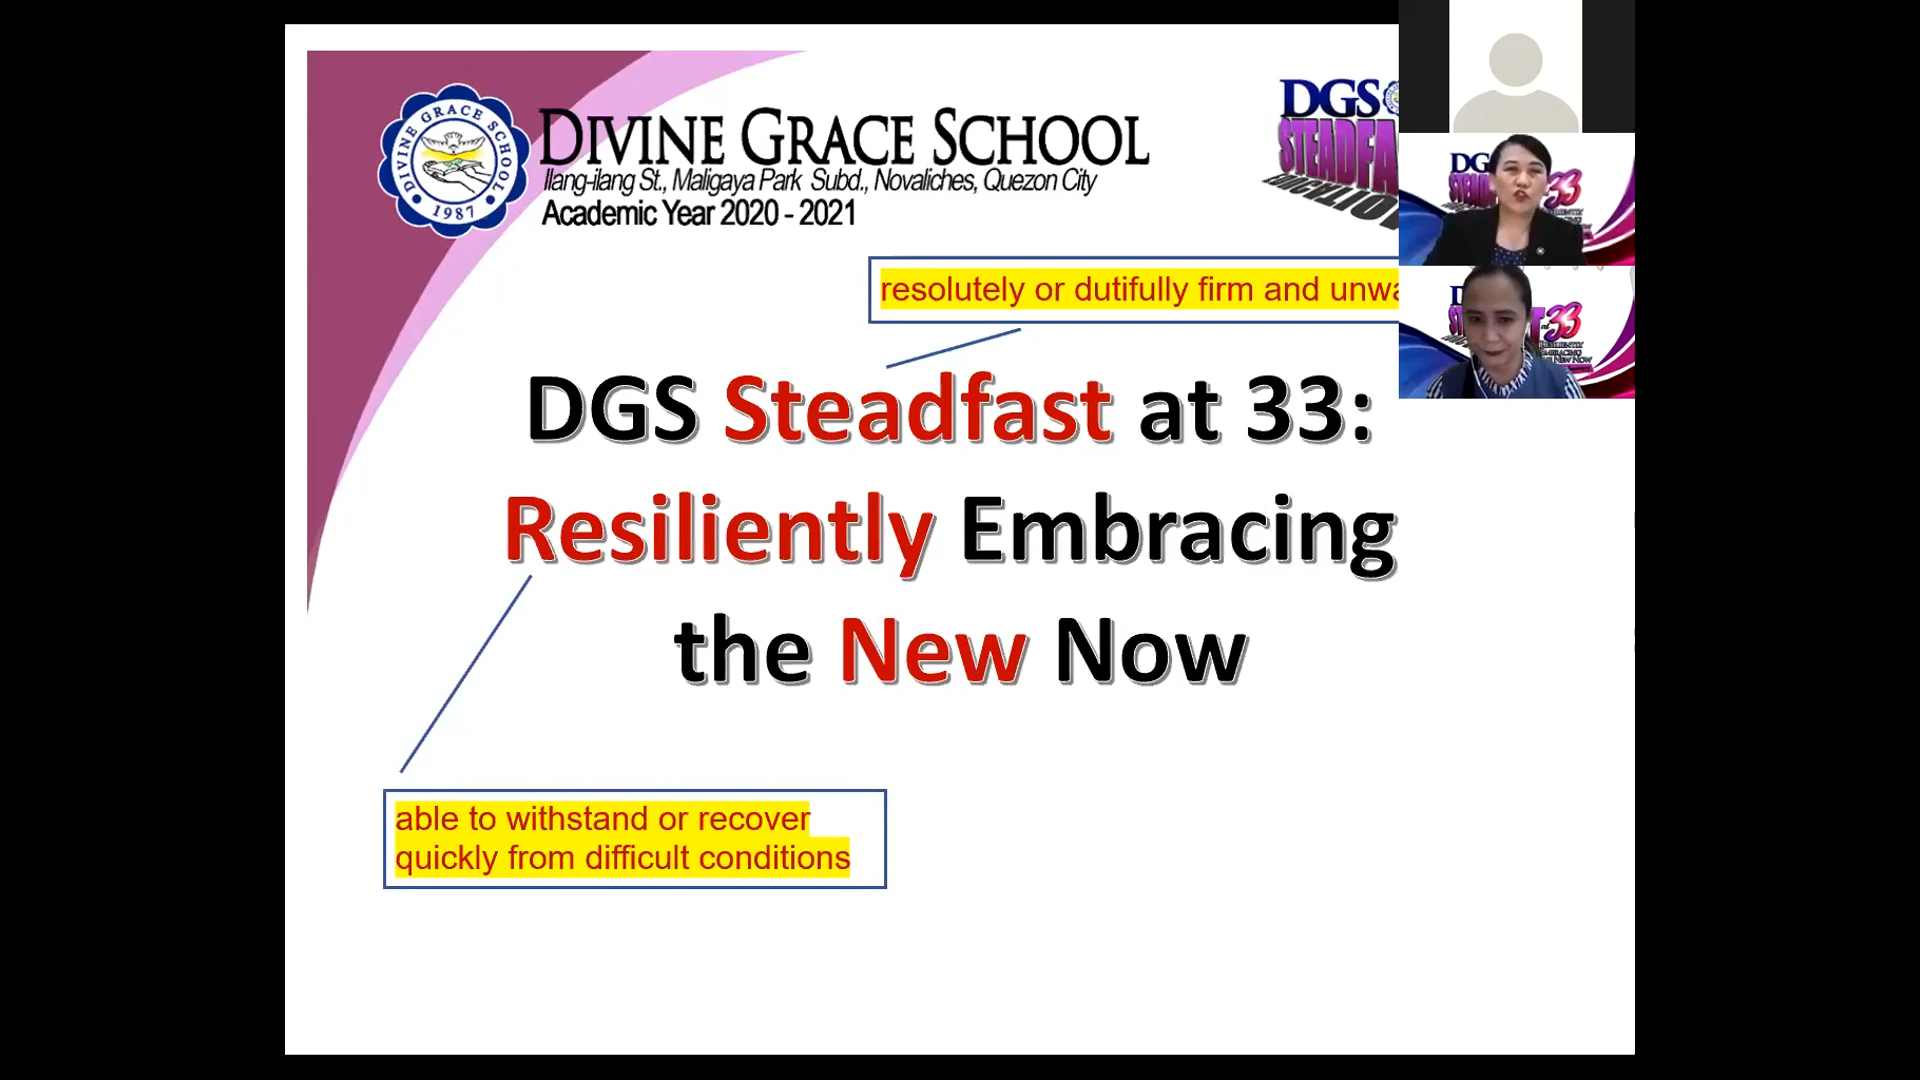 DIVINE GRACE SCHOOL
1987
DIVINE GRACE SCHOOL
Ilang-ilang St., Maligaya Park Subd., Novaliches, Quezon City
Academic Year 2020 - 2021
DGS
resolutely or dutifully firm and
DGS Steadfast at 33:
Resiliently Embracing
the New Now
able to withstand or recover
quickly from difficult conditions
33
33